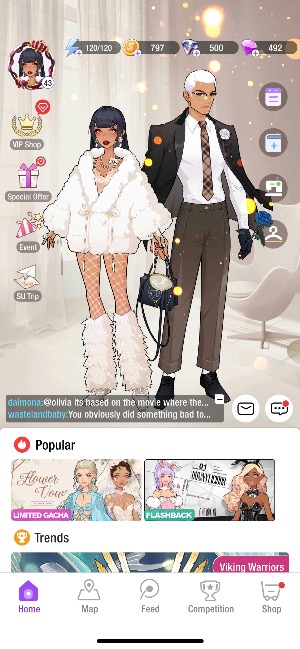 120/120
797
500
492
43
VIP Shop
Special Offer
Event
SU Trip
daimona:@olivia its based on the movie where the...
wastelandbaby:You obviously did something bad to...
Popular
Flower Vow
LIMITED GACHA
FLASHBACK
Trends
Viking Warriors
Home
Map
Feed
Competition
Shop